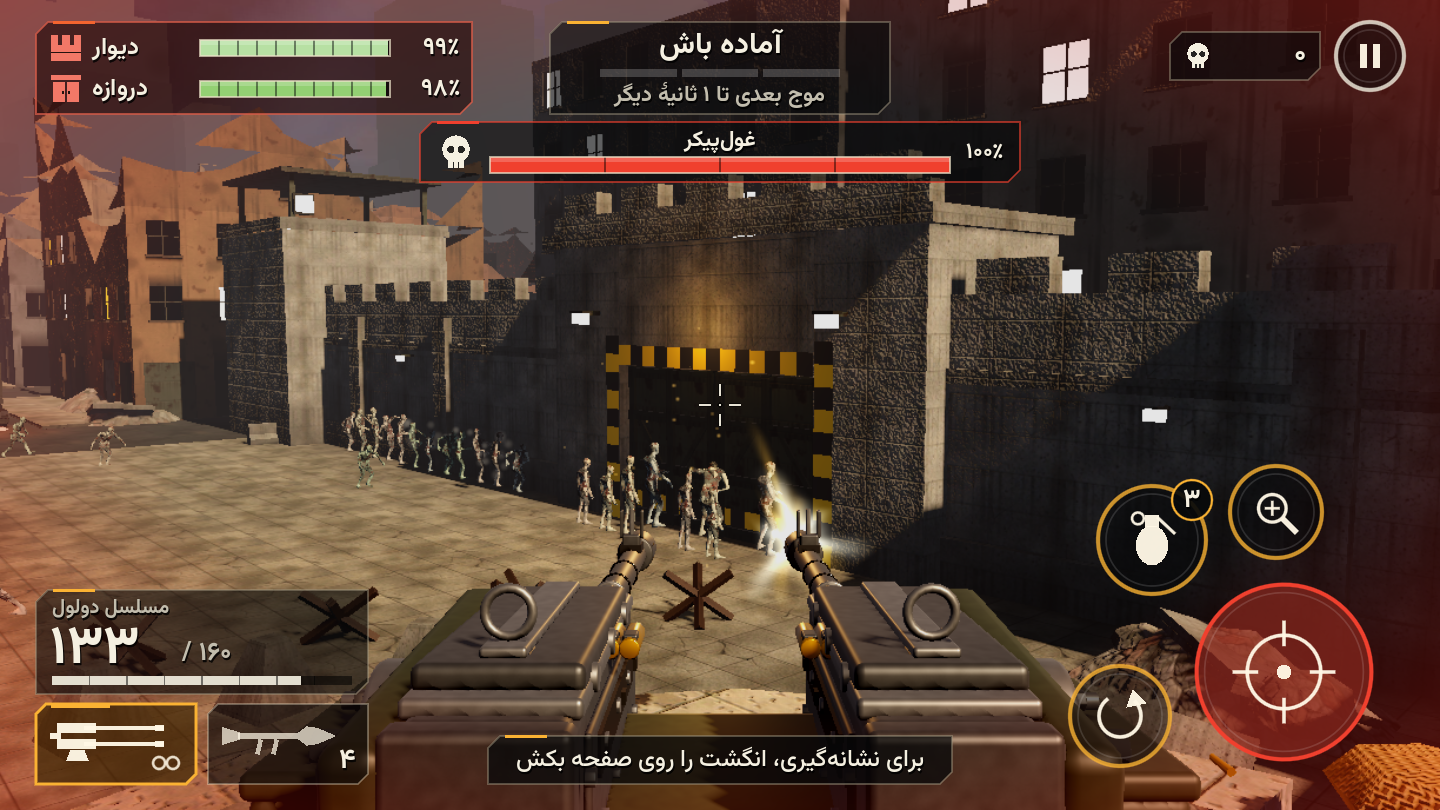 دیوار ۹۹٪
دروازه ۹۸٪
آماده باش
موج بعدی تا ۱ ثانیهٔ دیگر
۰
غول‌پیکر
۱۰۰٪
۳
مسلسل دولول
۱۳۳ / ۱۶۰
∞
۴
برای نشانه‌گیری، انگشت را روی صفحه بکش